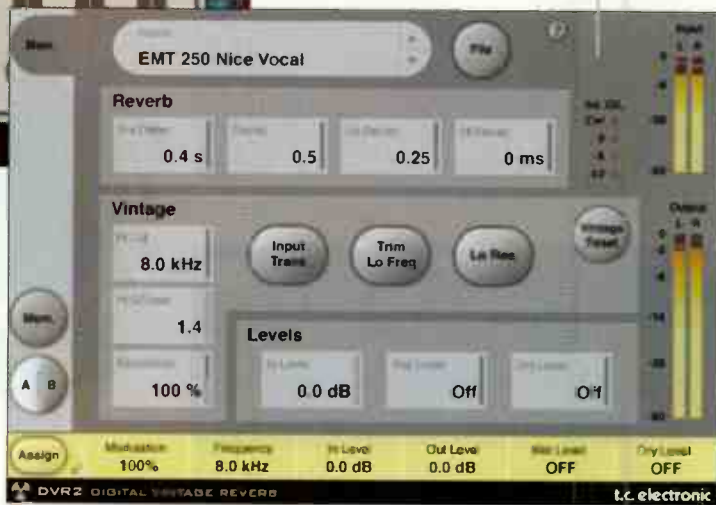 EMT 250 Nice Vocal
File
Reverb
0.4 s
0.5
0.25
0 ms
Vintage
8.0 kHz
Input
Trans
Trim
Lo Freq
Lo Res
Vintage
Reset
1.4
100 %
Levels
0.0 dB
Off
Off
Mem.
A B
Input
L R
Output
L R
Assign
Modulation
Frequency
In Level
Out Level
Wet Level
Dry Level
100%
8.0 kHz
0.0 dB
0.0 dB
OFF
OFF
DVR2 DIGITAL VINTAGE REVERB
t.c. electronic